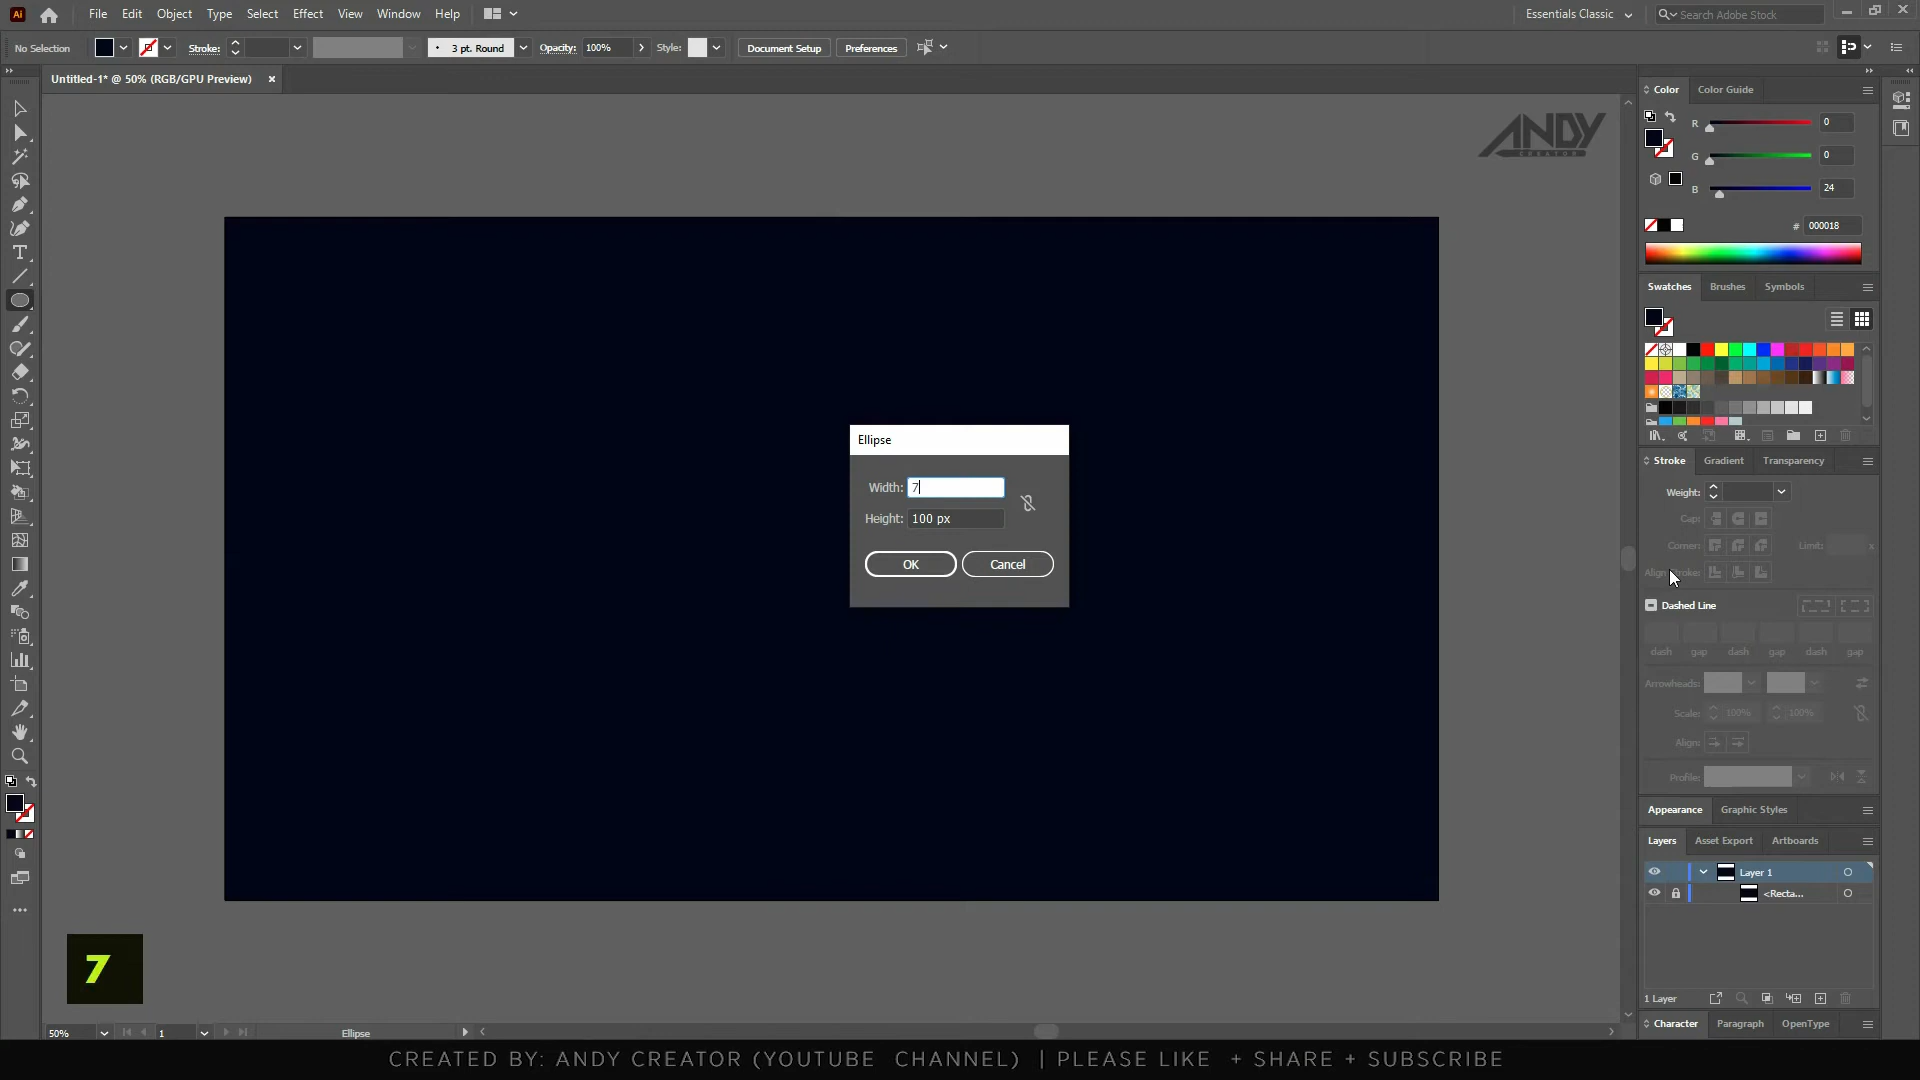 Ai File Edit Object Type Select Effect View Window Help Essentials Classic Search Adobe Stock
No Selection Stroke: 3 pt. Round Opacity: 100% Style: Document Setup Preferences
Untitled-1* @ 50% (RGB/GPU Preview) ×
Color Color Guide
ANDY
CREATOR
R 0
G 0
B 24
# 000018
Swatches Brushes Symbols
Ellipse
Width: 7
Height: 100 px
OK Cancel
Stroke Gradient Transparency
Weight:
Cap:
Corner: Limit: x
Align Stroke:
Dashed Line
dash gap dash gap dash gap
Arrowheads:
Scale: 100% 100%
Align:
Profile:
Appearance Graphic Styles
Layers Asset Export Artboards
Layer 1
<Recta...
1 Layer
Character Paragraph OpenType
7
50% 1 Ellipse
CREATED BY: ANDY CREATOR (YOUTUBE CHANNEL) | PLEASE LIKE + SHARE + SUBSCRIBE